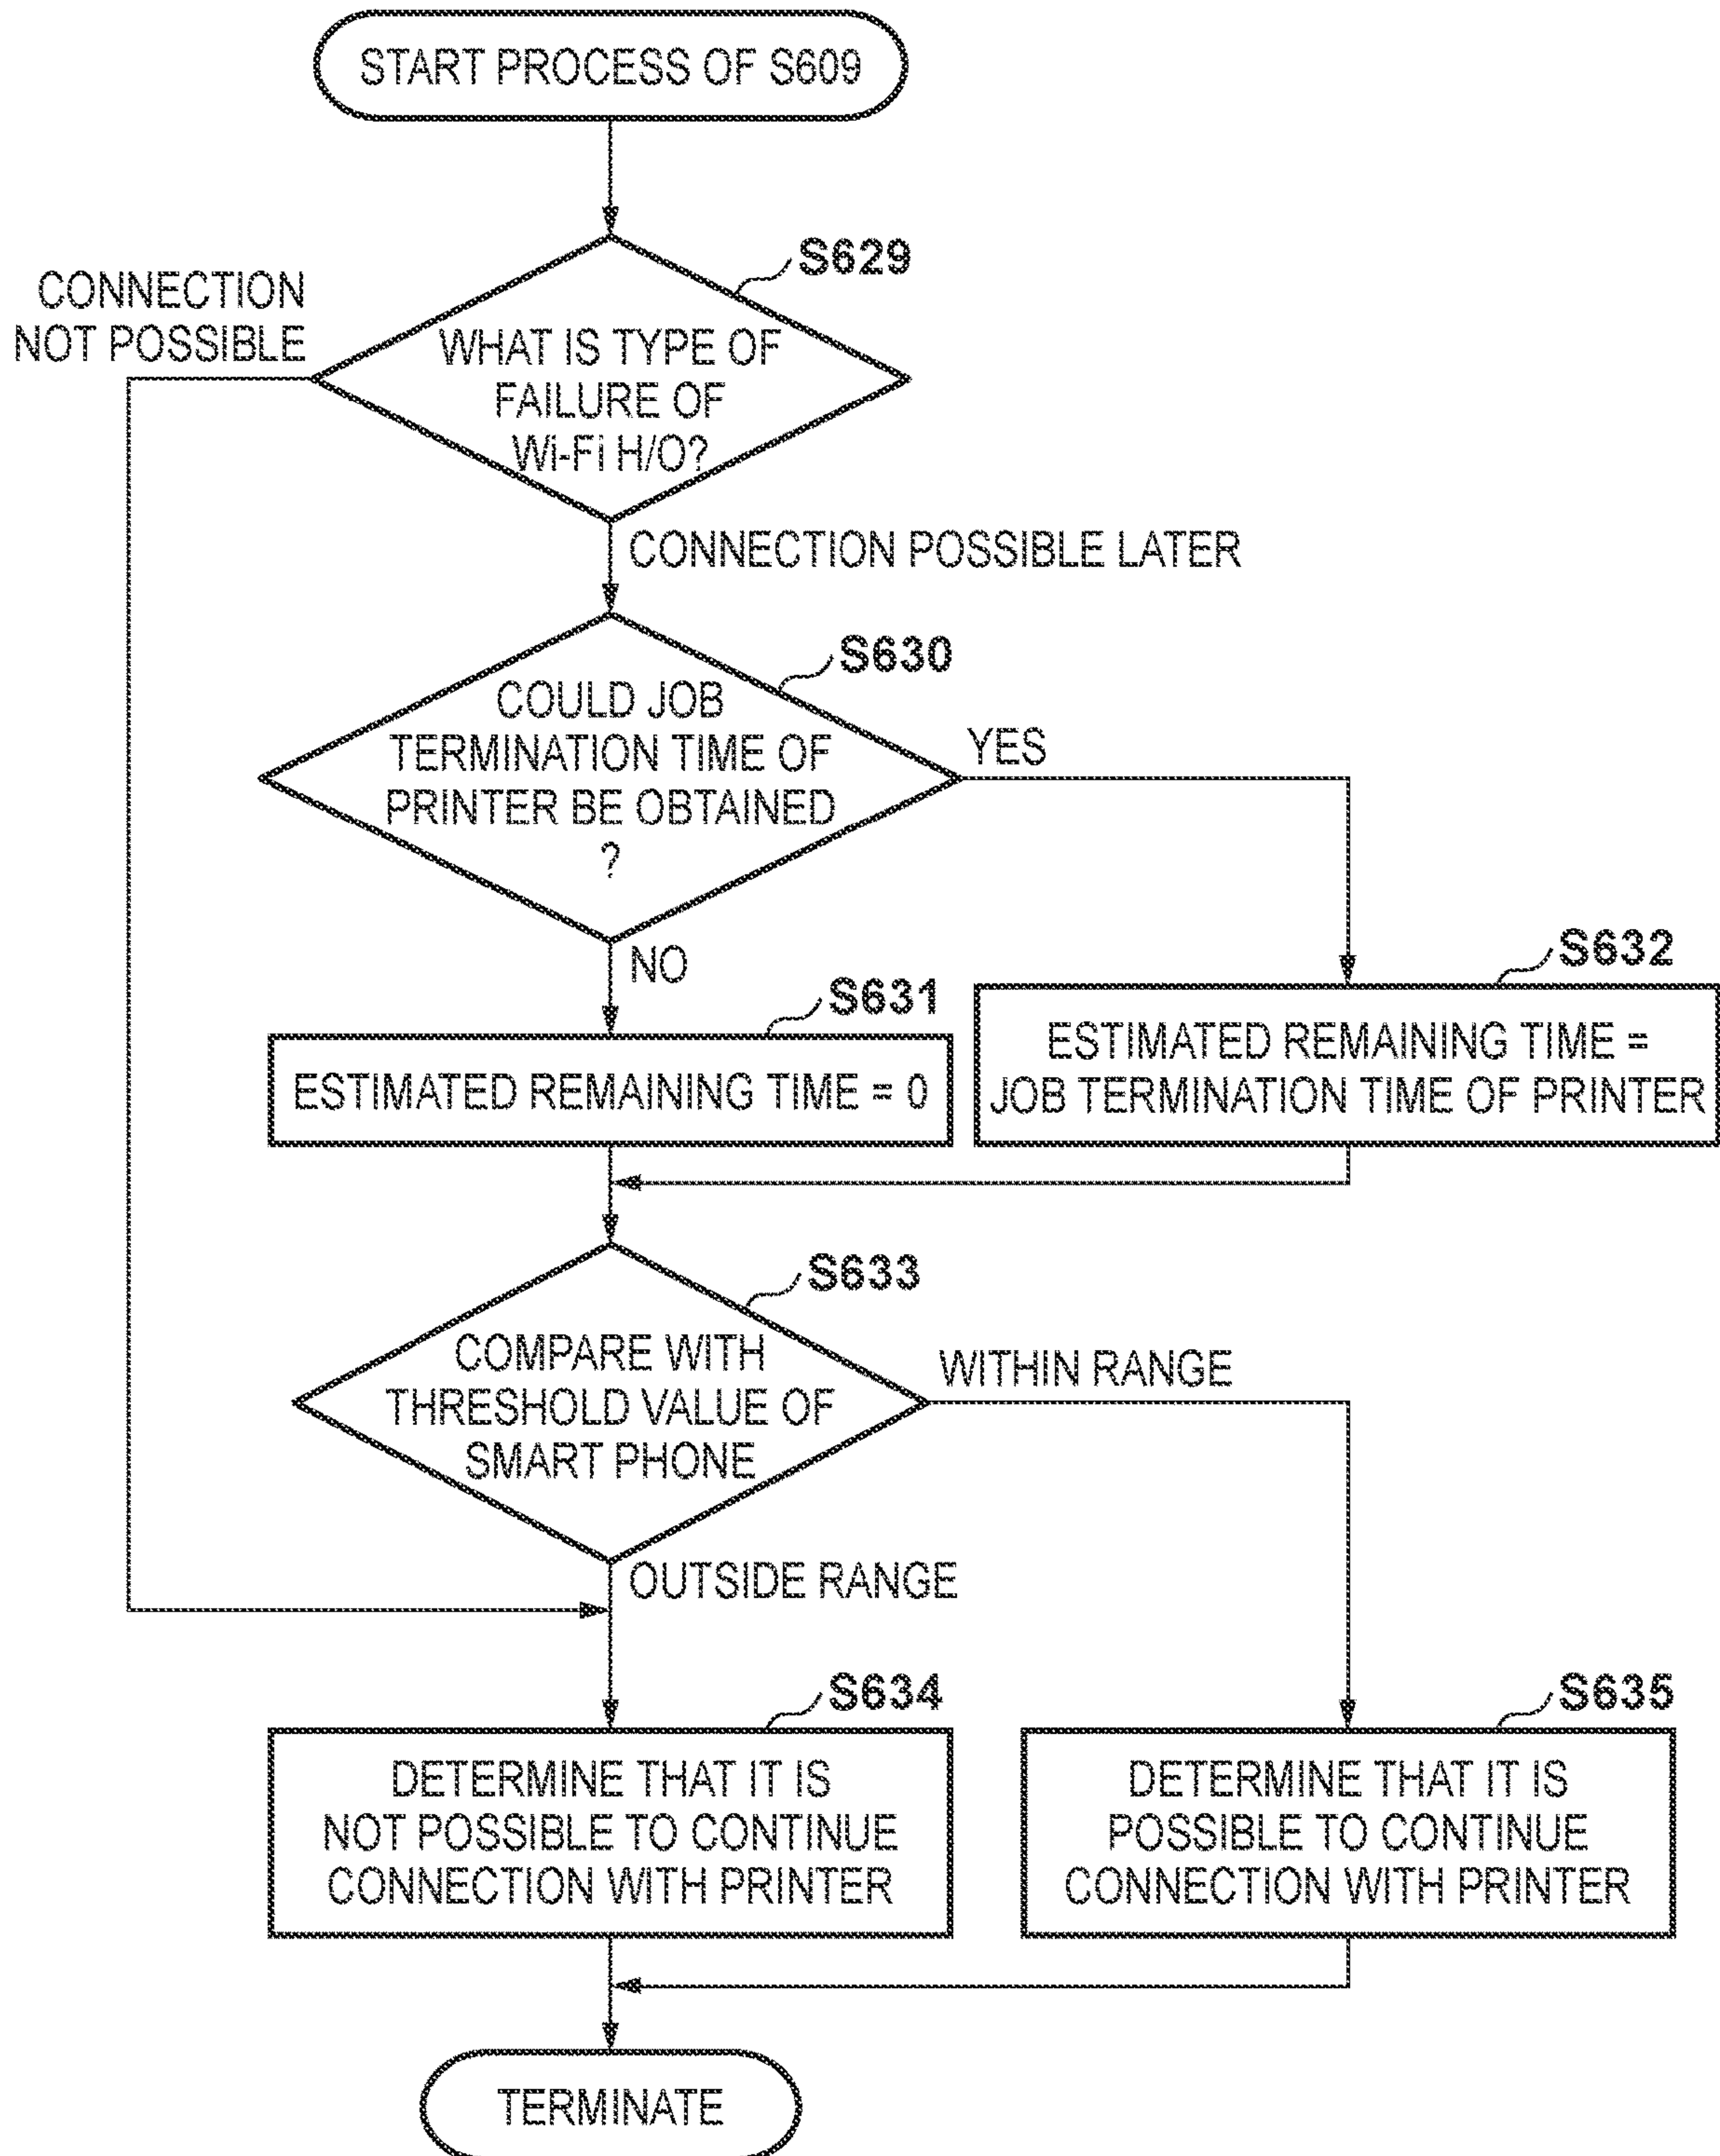 START PROCESS OF S609
S629
CONNECTION
NOT POSSIBLE
WHAT IS TYPE OF
FAILURE OF
Wi-Fi H/O?
CONNECTION POSSIBLE LATER
S630
COULD JOB
TERMINATION TIME OF
PRINTER BE OBTAINED
?
YES
NO
S631
S632
ESTIMATED REMAINING TIME = 0
ESTIMATED REMAINING TIME =
JOB TERMINATION TIME OF PRINTER
S633
COMPARE WITH
THRESHOLD VALUE OF
SMART PHONE
WITHIN RANGE
OUTSIDE RANGE
S634
S635
DETERMINE THAT IT IS
NOT POSSIBLE TO CONTINUE
CONNECTION WITH PRINTER
DETERMINE THAT IT IS
POSSIBLE TO CONTINUE
CONNECTION WITH PRINTER
TERMINATE